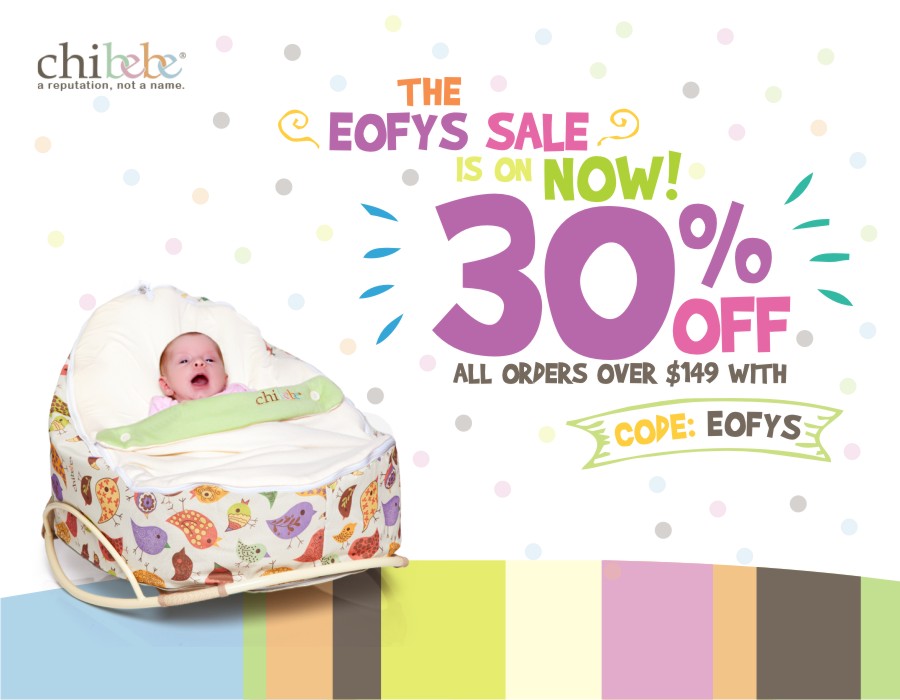 chibebe®
a reputation, not a name.
THE
EOFYS SALE
IS ON NOW!
30%
OFF
ALL ORDERS OVER $149 WITH
CODE: EOFYS
chibebe